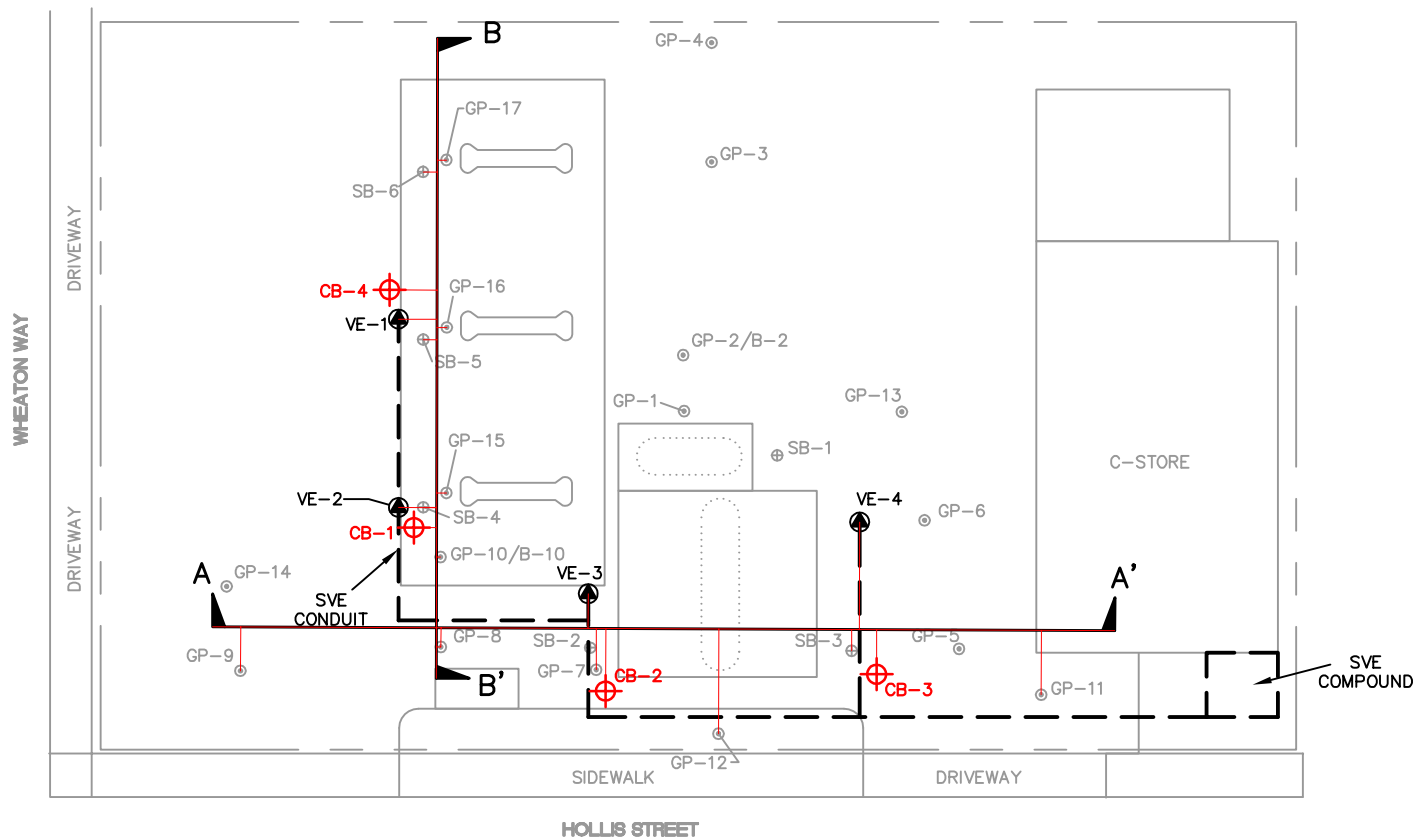 B
GP-4
GP-17
GP-3
SB-6
DRIVEWAY
CB-4
GP-16
VE-1
GP-2/B-2
SB-5
WHEATON WAY
GP-1
GP-13
GP-15
SB-1
C-STORE
VE-2
VE-4
SB-4
GP-6
CB-1
DRIVEWAY
GP-10/B-10
VE-3
A
GP-14
A'
SVE
CONDUIT
GP-8
SB-2
SB-3
GP-5
GP-9
GP-7
CB-2
B'
CB-3
GP-11
SVE
COMPOUND
GP-12
SIDEWALK
DRIVEWAY
HOLLIS STREET